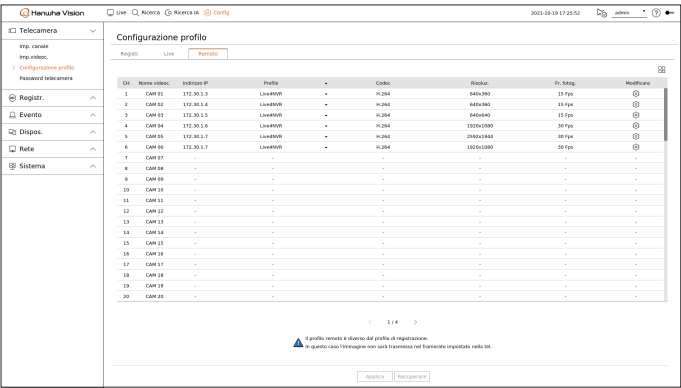 Hanwha Vision
Live Ricerca Ricerca IA Config
2021-10-19 17:25:52 admin ?
Telecamera
Imp. canale
Imp.videoc.
Configurazione profilo
Password telecamera
Registr.
Evento
Dispos.
Rete
Sistema
Configurazione profilo
Registr. Live Remoto
CH Nome videoc. Indirizzo IP Profilo Codec Risoluz. Fr. fotog. Modificare
1 CAM 01 172.30.1.3 Live4NVR H.264 640x360 15 Fps
2 CAM 02 172.30.1.4 Live4NVR H.264 640x360 15 Fps
3 CAM 03 172.30.1.5 Live4NVR H.264 640x640 15 Fps
4 CAM 04 172.30.1.6 Live4NVR H.264 1920x1080 30 Fps
5 CAM 05 172.30.1.7 Live4NVR H.264 2592x1944 30 Fps
6 CAM 06 172.30.1.7 Live4NVR H.264 1920x1080 30 Fps
7 CAM 07 - - - - - -
8 CAM 08 - - - - - -
9 CAM 09 - - - - - -
10 CAM 10 - - - - - -
11 CAM 11 - - - - - -
12 CAM 12 - - - - - -
13 CAM 13 - - - - - -
14 CAM 14 - - - - - -
15 CAM 15 - - - - - -
16 CAM 16 - - - - - -
17 CAM 17 - - - - - -
18 CAM 18 - - - - - -
19 CAM 19 - - - - - -
20 CAM 20 - - - - - -
< 1 / 4 >
Il profilo remoto è diverso dal profilo di registrazione.
In questo caso l'immagine non sarà trasmessa nel framerate impostato nella tel.
Applica Recuperare